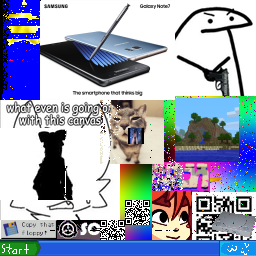 SAMSUNG
Galaxy Note7
The smartphone that thinks big
what even is going on
with this canvas
Copy that
floppy!
SC
Start